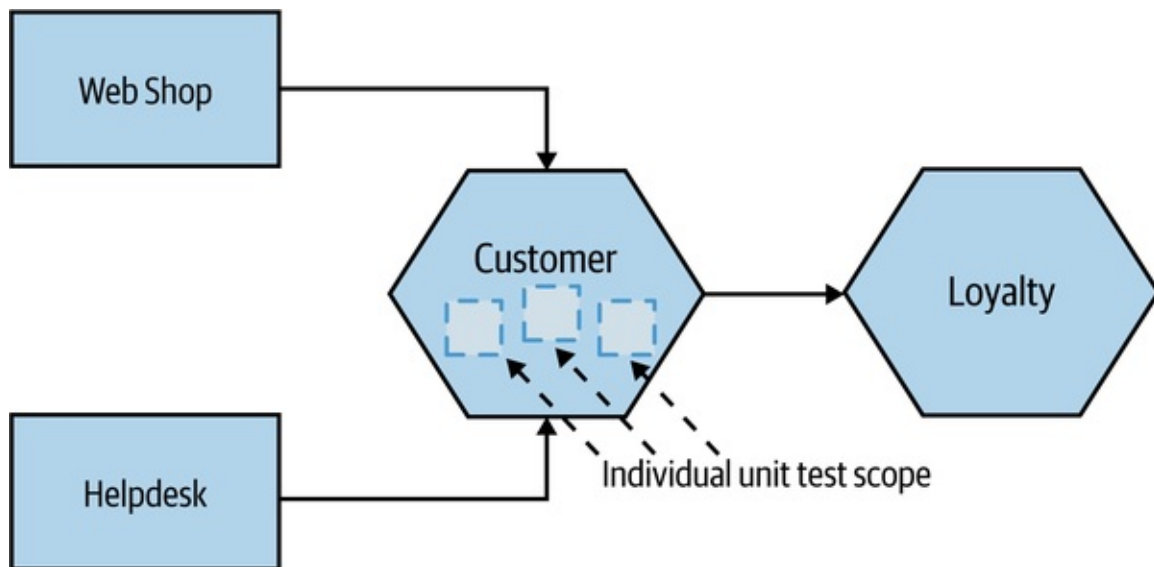 Web Shop
Customer
Loyalty
Helpdesk
Individual unit test scope